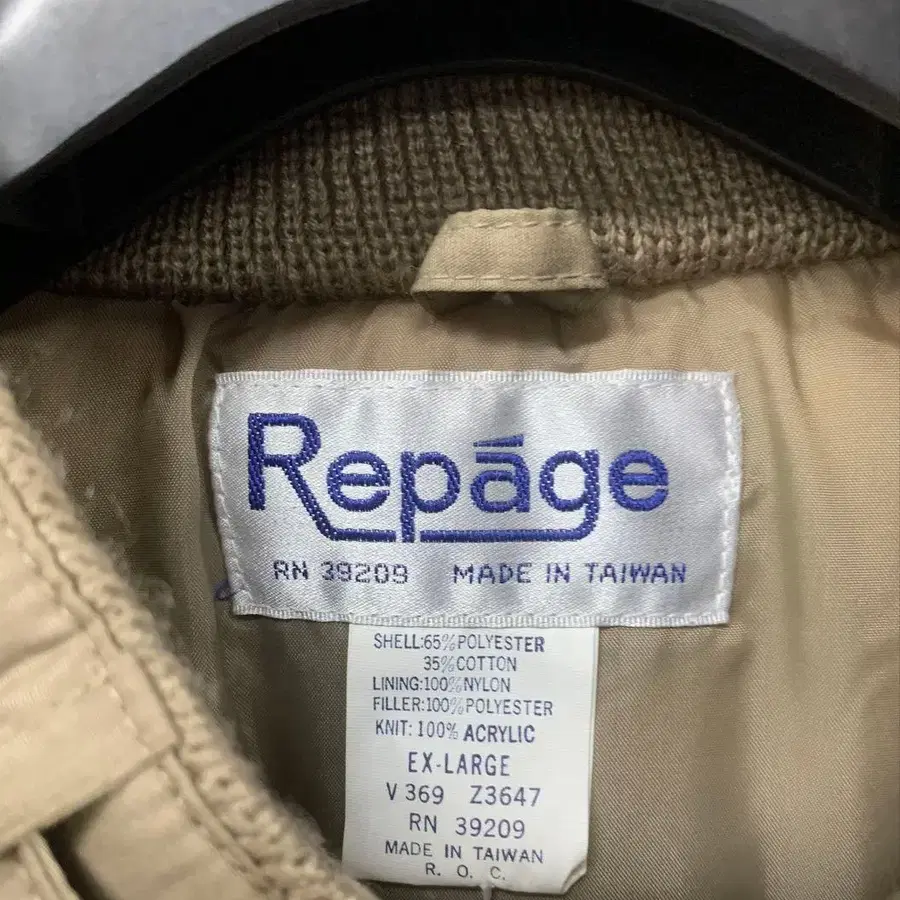 Repáge
RN 39209 MADE IN TAIWAN
SHELL:65%POLYESTER
35%COTTON
LINING:100%NYLON
FILLER:100%POLYESTER
KNIT:100% ACRYLIC
EX-LARGE
V 369 Z3647
RN 39209
MADE IN TAIWAN
R. O. C.